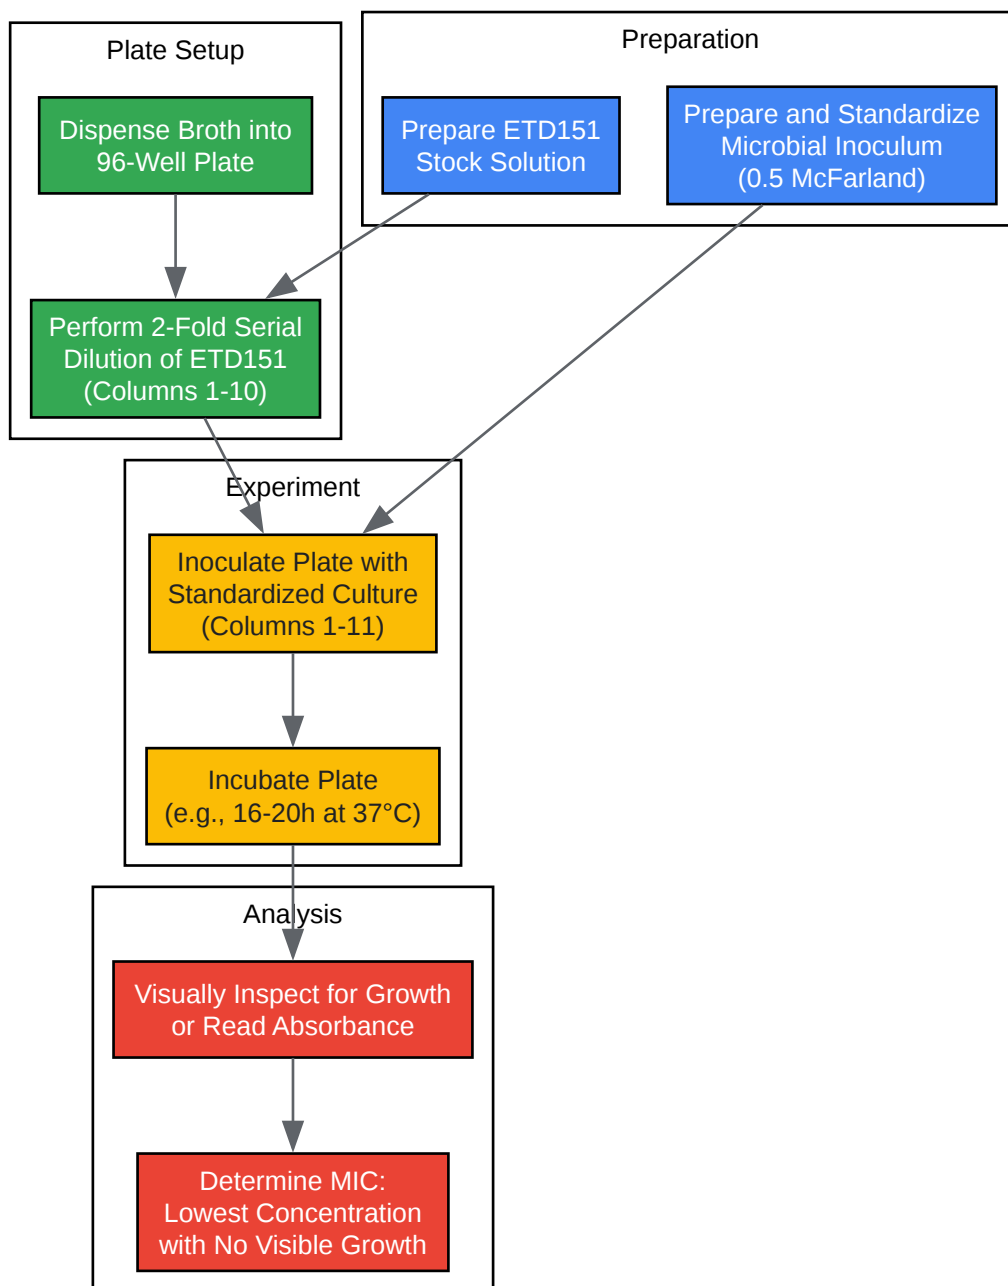 Plate Setup
Dispense Broth into
96-Well Plate
Preparation
Prepare ETD151
Stock Solution
Prepare and Standardize
Microbial Inoculum
(0.5 McFarland)
Perform 2-Fold Serial
Dilution of ETD151
(Columns 1-10)
Experiment
Inoculate Plate with
Standardized Culture
(Columns 1-11)
Incubate Plate
(e.g., 16-20h at 37°C)
Analysis
Visually Inspect for Growth
or Read Absorbance
Determine MIC:
Lowest Concentration
with No Visible Growth